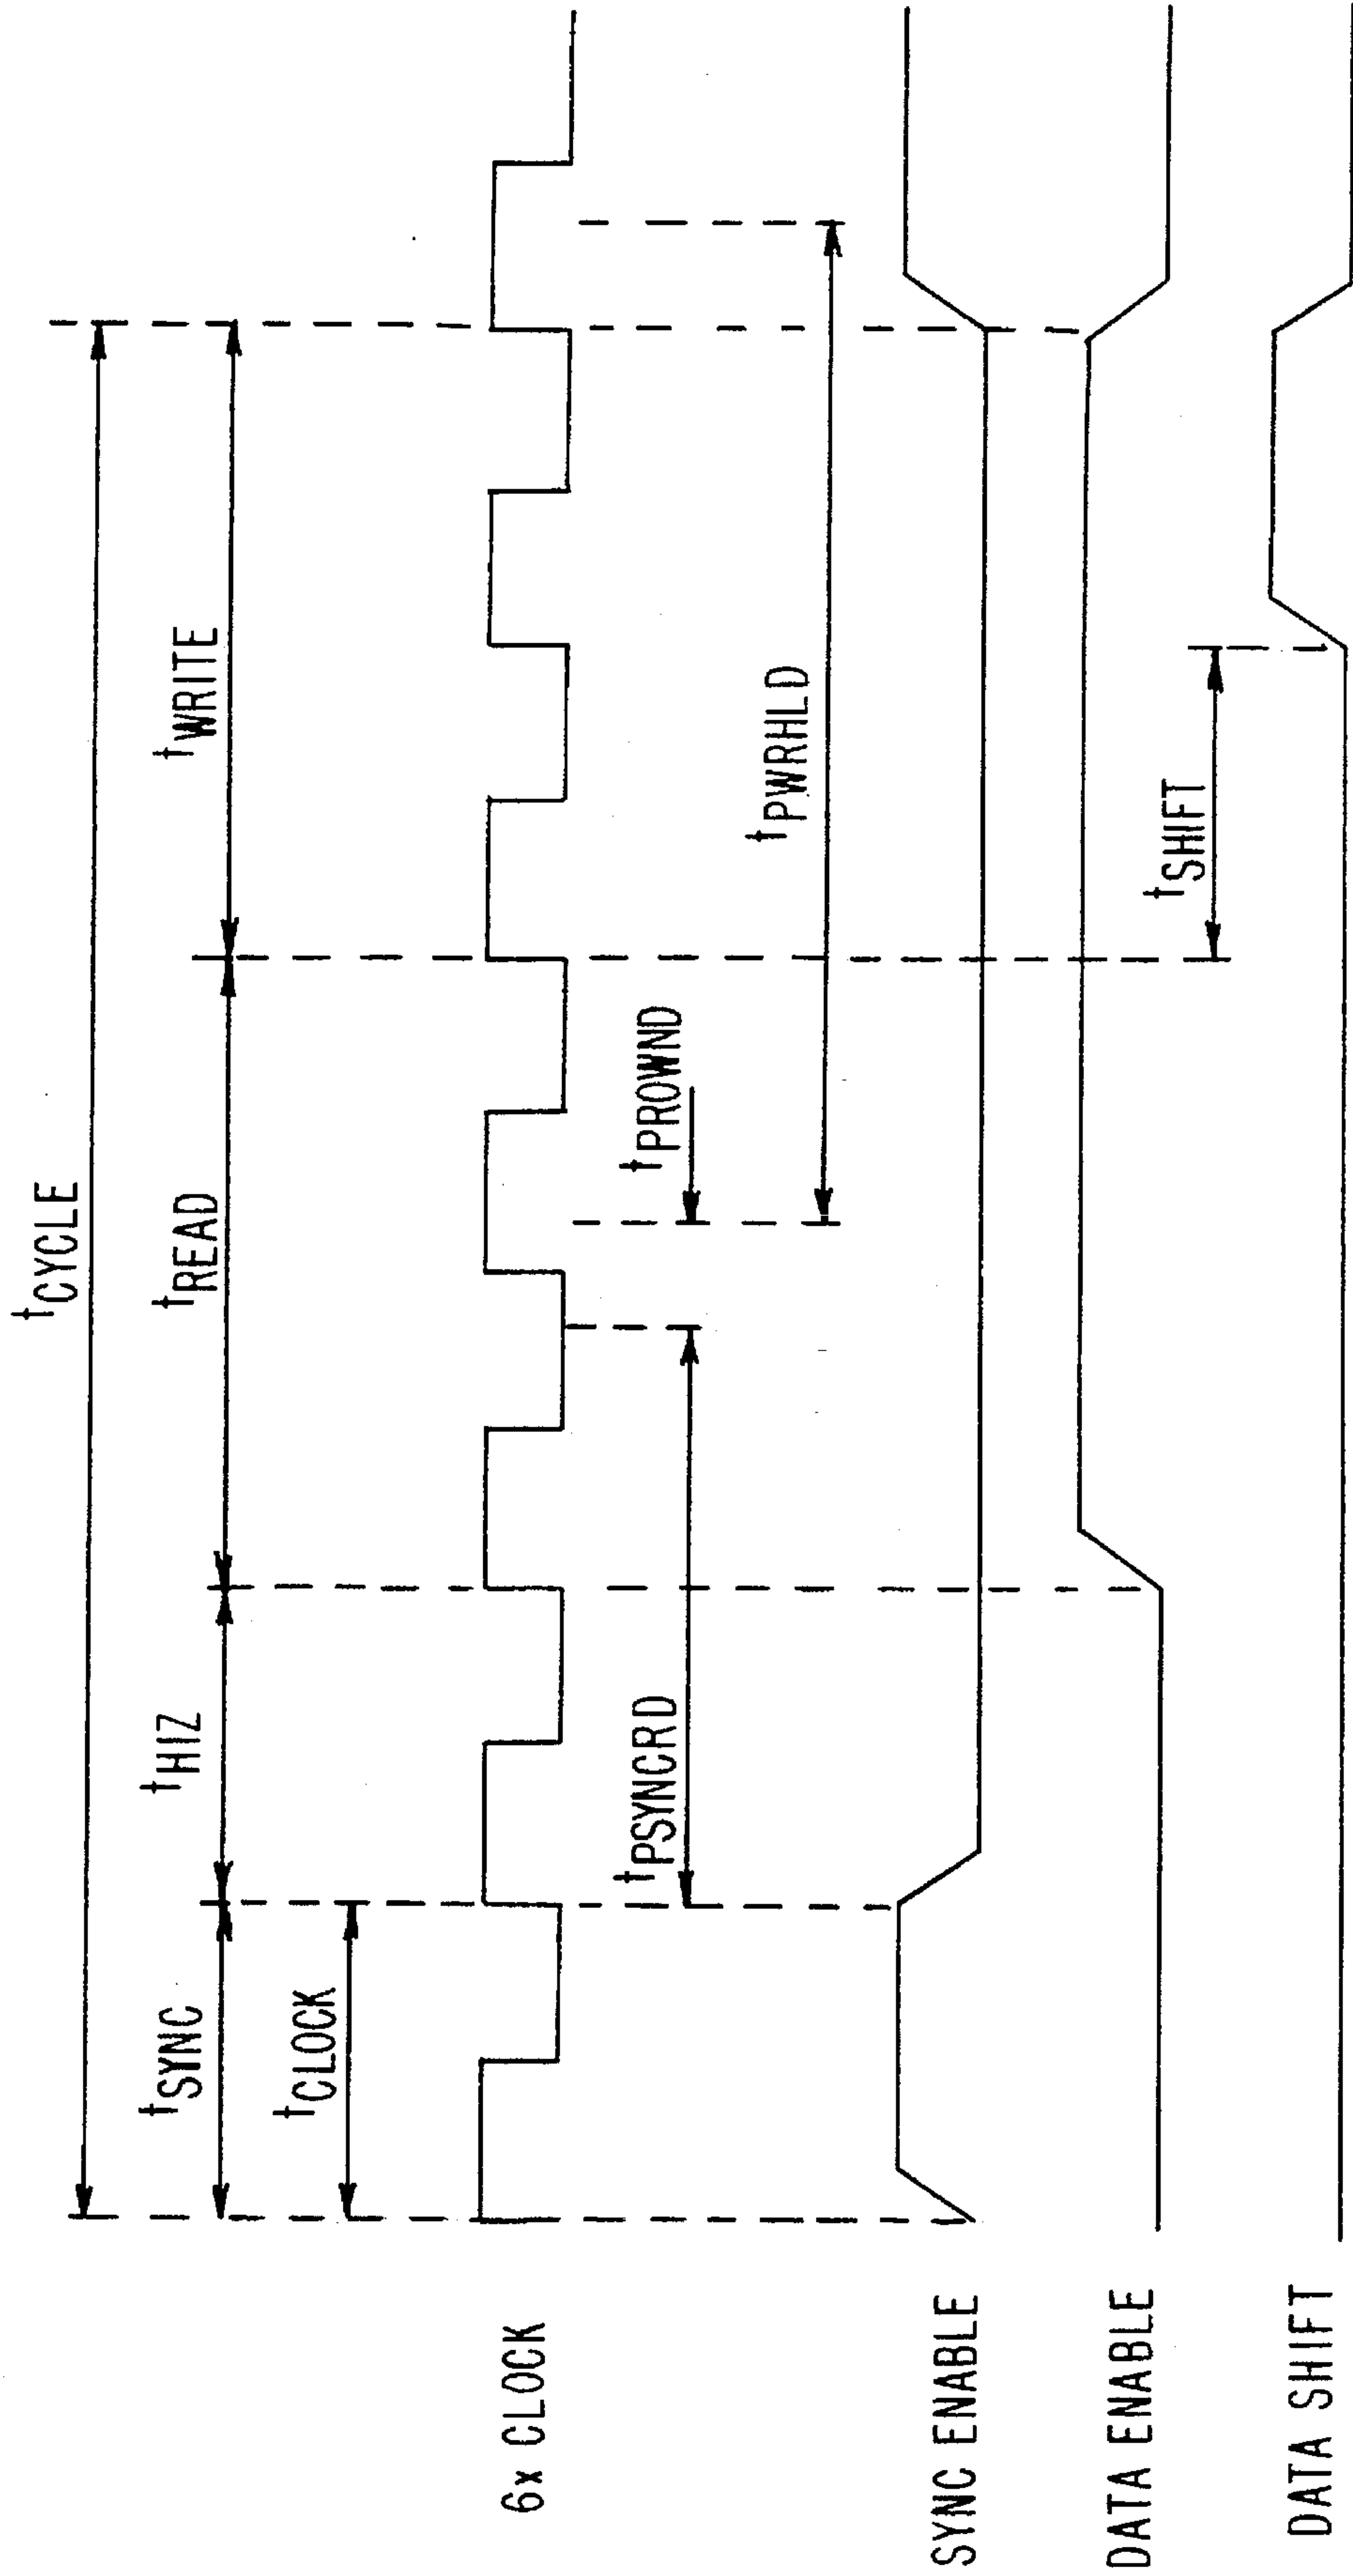 tCYCLE
tSYNC
tHIZ
tREAD
tWRITE
tCLOCK
6x CLOCK
tPSYNCRD
tPROWND
tPWRHLD
SYNC ENABLE
DATA ENABLE
tSHIFT
DATA SHIFT